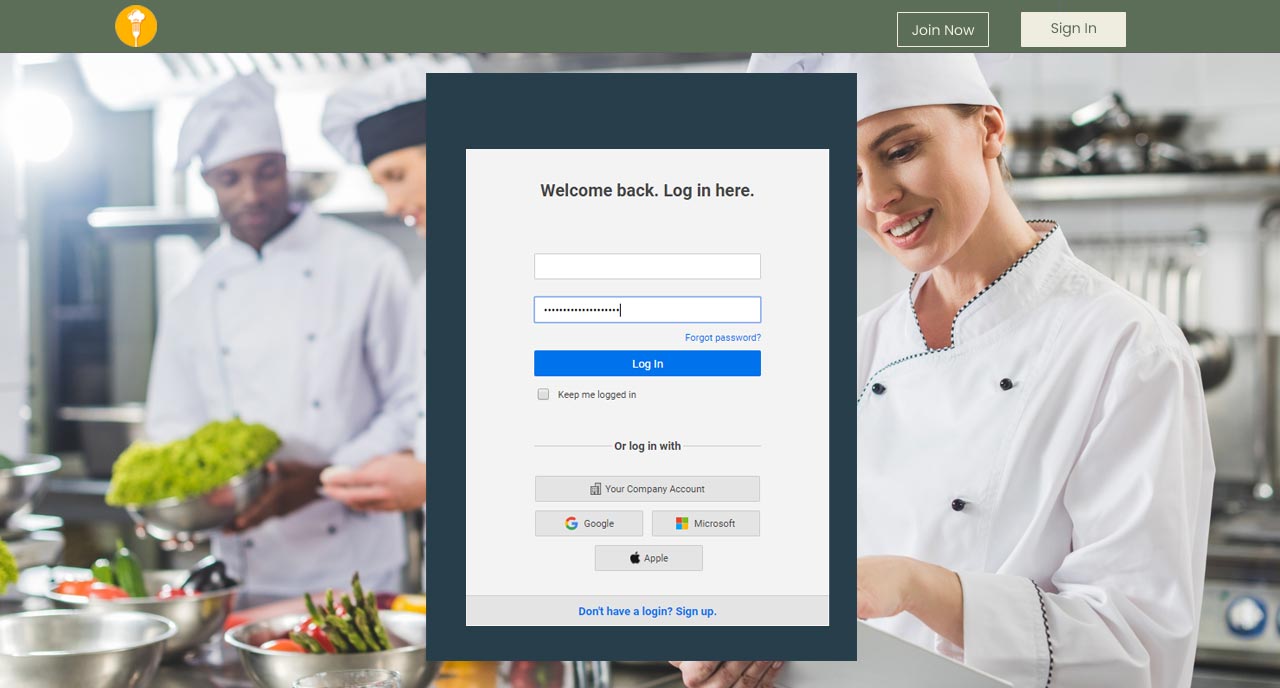 Join Now
Sign In
Welcome back. Log in here.
••••••••••••••••••••
Forgot password?
Log In
Keep me logged in
Or log in with
Your Company Account
Google
Microsoft
Apple
Don't have a login? Sign up.